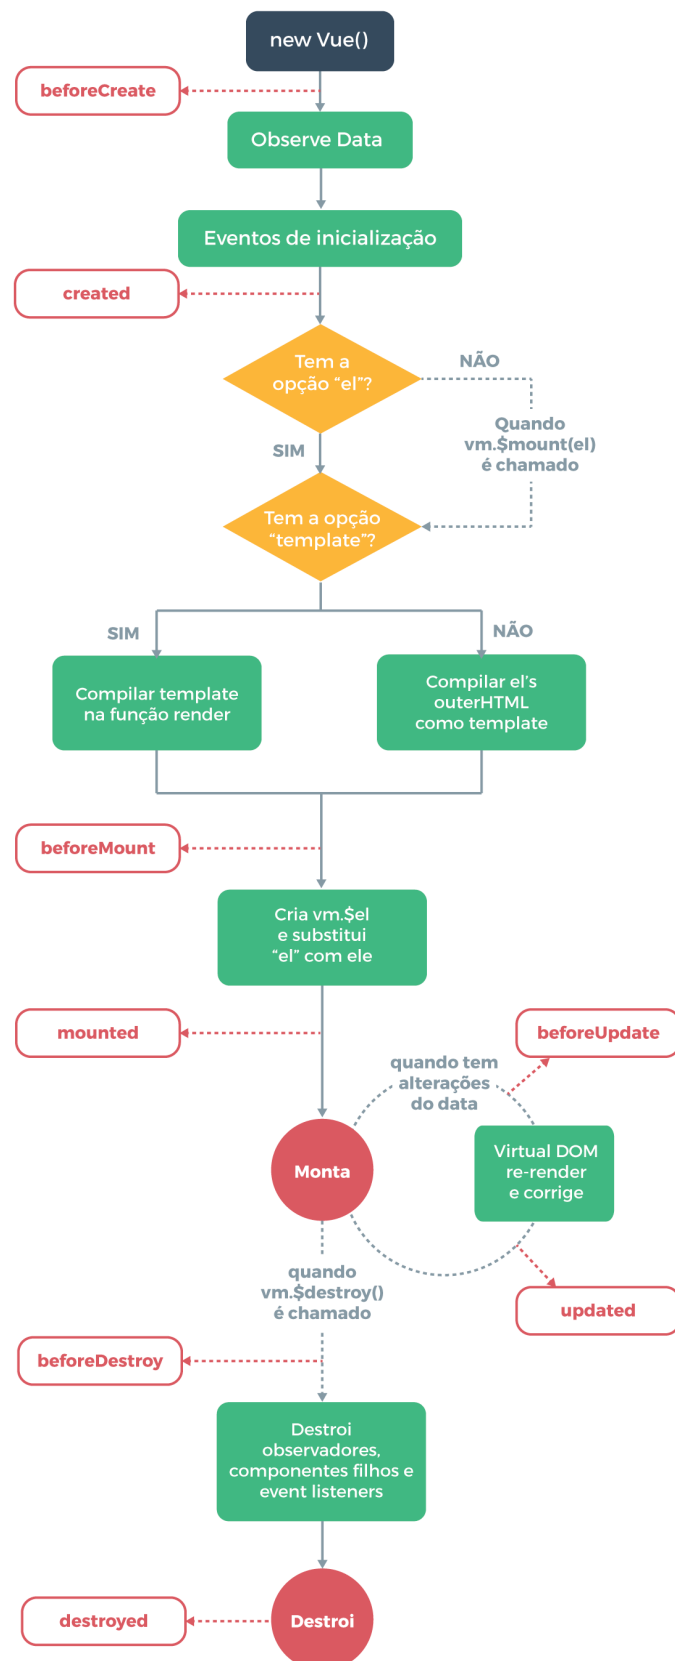 new Vue()
beforeCreate
Observe Data
Eventos de inicialização
created
Tem a
opção “el”?
NÃO
Quando
vm.$mount(el)
é chamado
SIM
Tem a opção
“template”?
SIM
NÃO
Compilar template
na função render
Compilar el’s
outerHTML
como template
beforeMount
Cria vm.$el
e substitui
“el” com ele
mounted
beforeUpdate
quando tem
alterações
do data
Virtual DOM
re-render
e corrige
Monta
quando
vm.$destroy()
é chamado
updated
beforeDestroy
Destroi
observadores,
componentes filhos e
event listeners
destroyed
Destroi